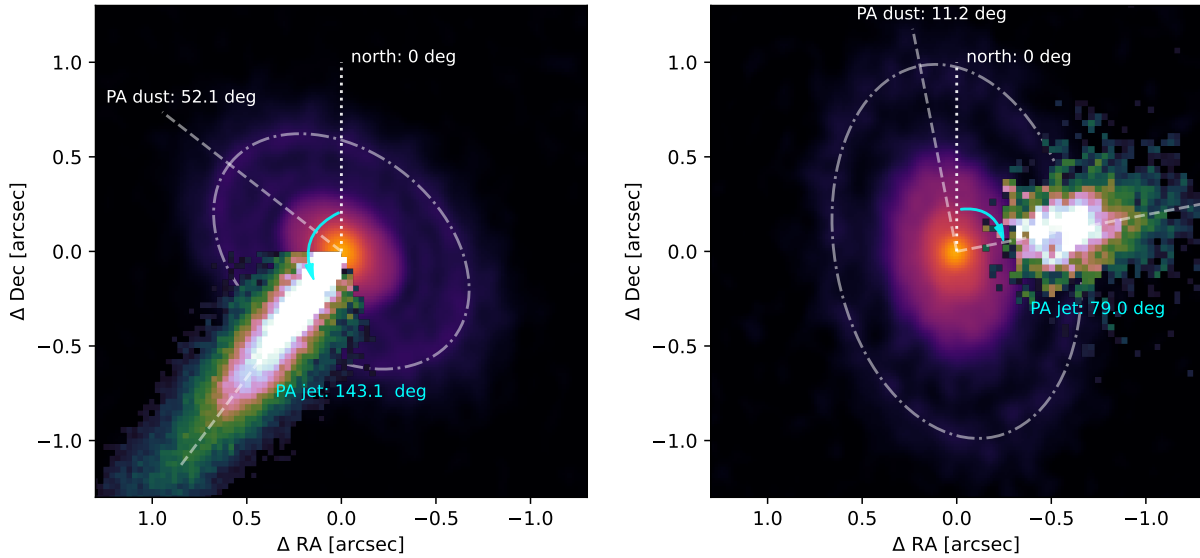 north: 0 deg
PA dust: 52.1 deg
PA jet: 143.1  deg
1.0
0.5
0.0
−0.5
−1.0
Δ Dec [arcsec]
1.0
0.5
0.0
−0.5
−1.0
Δ RA [arcsec]
PA dust: 11.2 deg
north: 0 deg
PA jet: 79.0 deg
1.0
0.5
0.0
−0.5
−1.0
Δ Dec [arcsec]
1.0
0.5
0.0
−0.5
−1.0
Δ RA [arcsec]